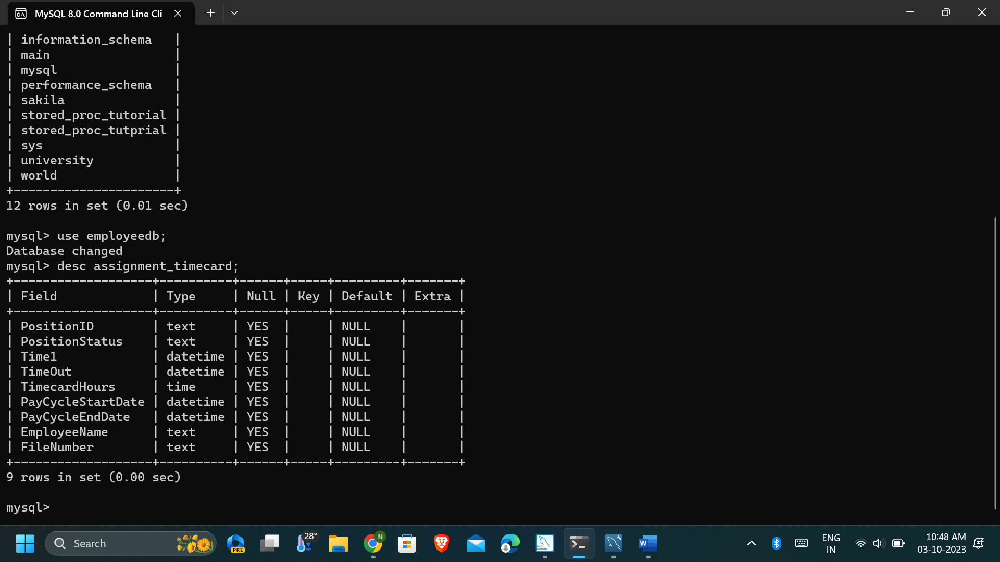 MySQL 8.0 Command Line Cli
| information_schema |
| main |
| mysql |
| performance_schema |
| sakila |
| stored_proc_tutorial |
| stored_proc_tutprial |
| sys |
| university |
| world |
+----------------------+
12 rows in set (0.01 sec)
mysql> use employeedb;
Database changed
mysql> desc assignment_timecard;
+-------------------+----------+------+-----+---------+-------+
| Field | Type | Null | Key | Default | Extra |
+-------------------+----------+------+-----+---------+-------+
| PositionID | text | YES | | NULL | |
| PositionStatus | text | YES | | NULL | |
| Time1 | datetime | YES | | NULL | |
| TimeOut | datetime | YES | | NULL | |
| TimecardHours | time | YES | | NULL | |
| PayCycleStartDate | datetime | YES | | NULL | |
| PayCycleEndDate | datetime | YES | | NULL | |
| EmployeeName | text | YES | | NULL | |
| FileNumber | text | YES | | NULL | |
+-------------------+----------+------+-----+---------+-------+
9 rows in set (0.00 sec)
mysql>
Search
PRE
28°
N
W
ENG
IN
10:48 AM
03-10-2023